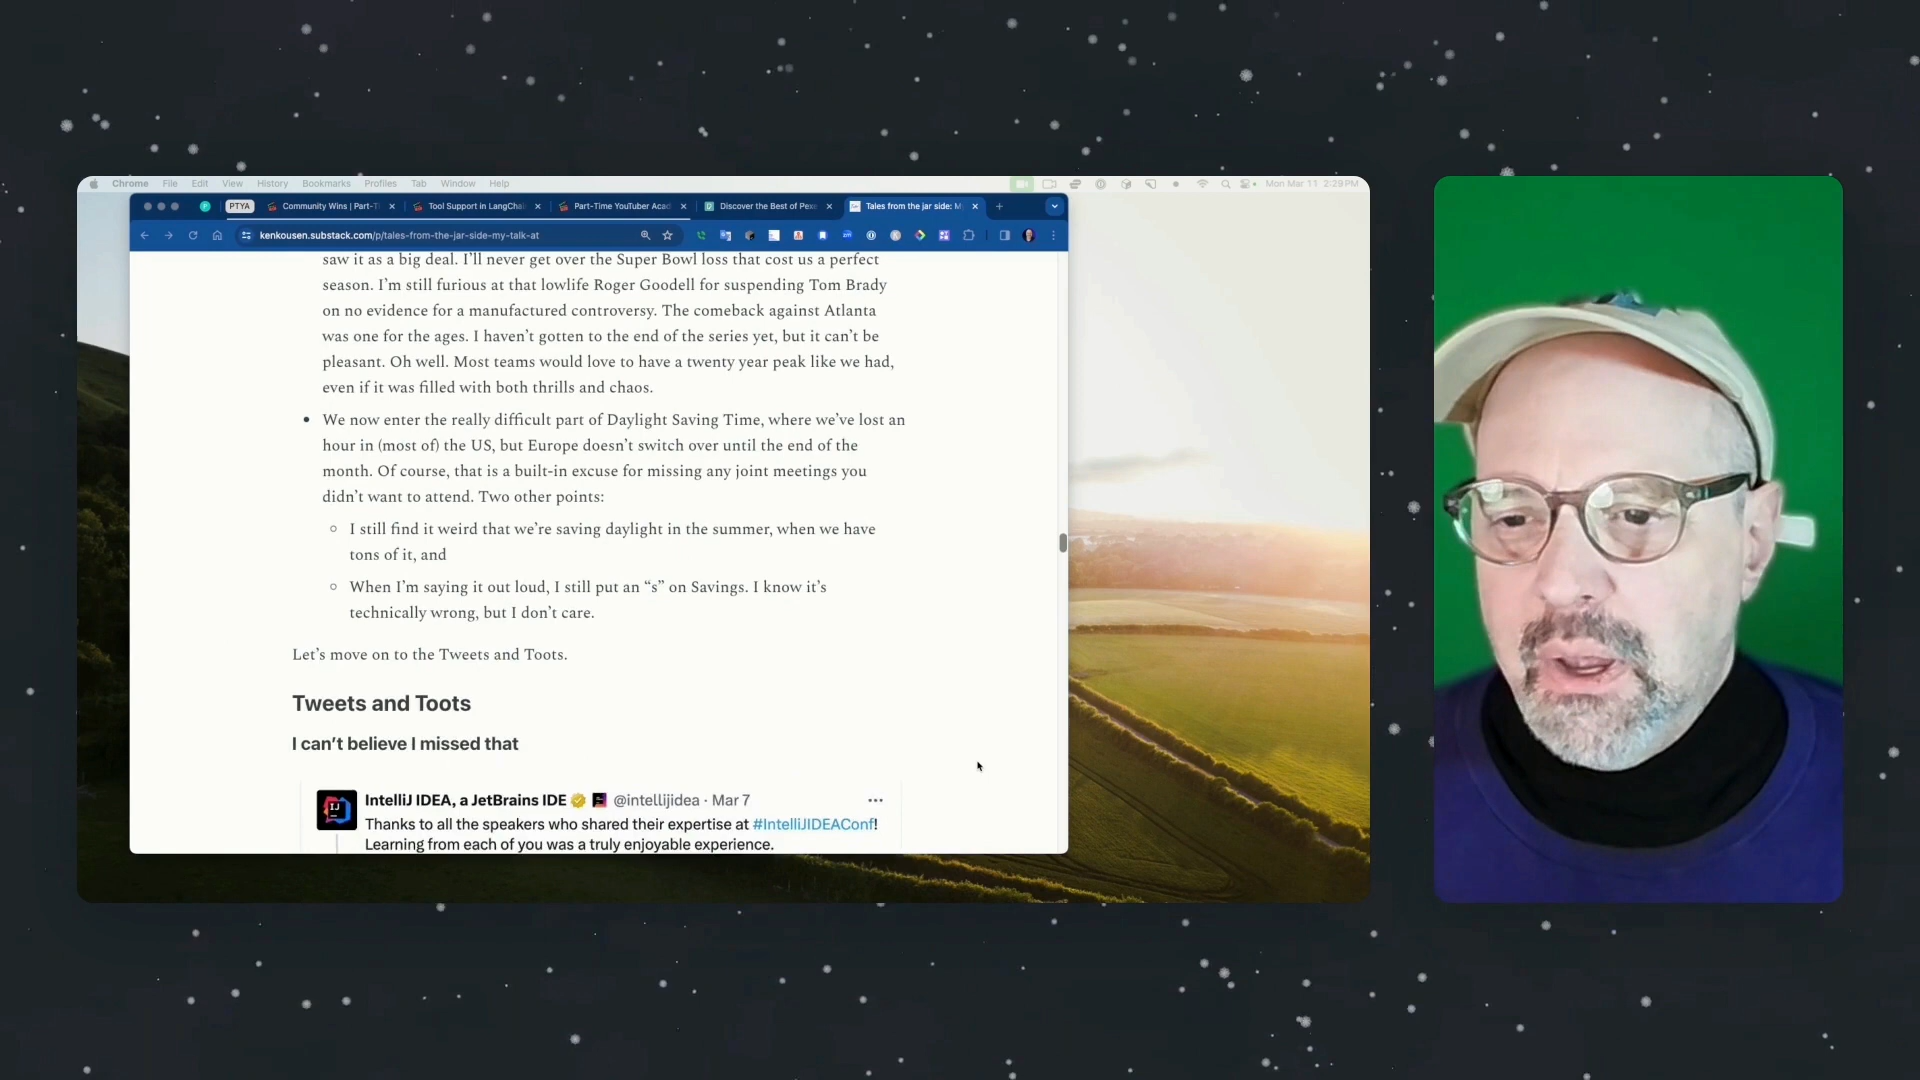 Chrome File Edit View History Bookmarks Profiles Tab Window Help Mon Mar 11 2:29 PM
PTYA Community Wins | Part-Ti Tool Support in LangChai Part-Time YouTuber Acad Discover the Best of Pexe Tales from the jar side: M
kenkousen.substack.com/p/tales-from-the-jar-side-my-talk-at
saw it as a big deal. I’ll never get over the Super Bowl loss that cost us a perfect
season. I’m still furious at that lowlife Roger Goodell for suspending Tom Brady
on no evidence for a manufactured controversy. The comeback against Atlanta
was one for the ages. I haven’t gotten to the end of the series yet, but it can’t be
pleasant. Oh well. Most teams would love to have a twenty year peak like we had,
even if it was filled with both thrills and chaos.
• We now enter the really difficult part of Daylight Saving Time, where we’ve lost an
hour in (most of) the US, but Europe doesn’t switch over until the end of the
month. Of course, that is a built-in excuse for missing any joint meetings you
didn’t want to attend. Two other points:
◦ I still find it weird that we’re saving daylight in the summer, when we have
tons of it, and
◦ When I’m saying it out loud, I still put an “s” on Savings. I know it’s
technically wrong, but I don’t care.
Let’s move on to the Tweets and Toots.
Tweets and Toots
I can’t believe I missed that
IJ IntelliJ IDEA, a JetBrains IDE @intellijidea · Mar 7 ···
Thanks to all the speakers who shared their expertise at #IntelliJIDEAConf!
Learning from each of you was a truly enjoyable experience.